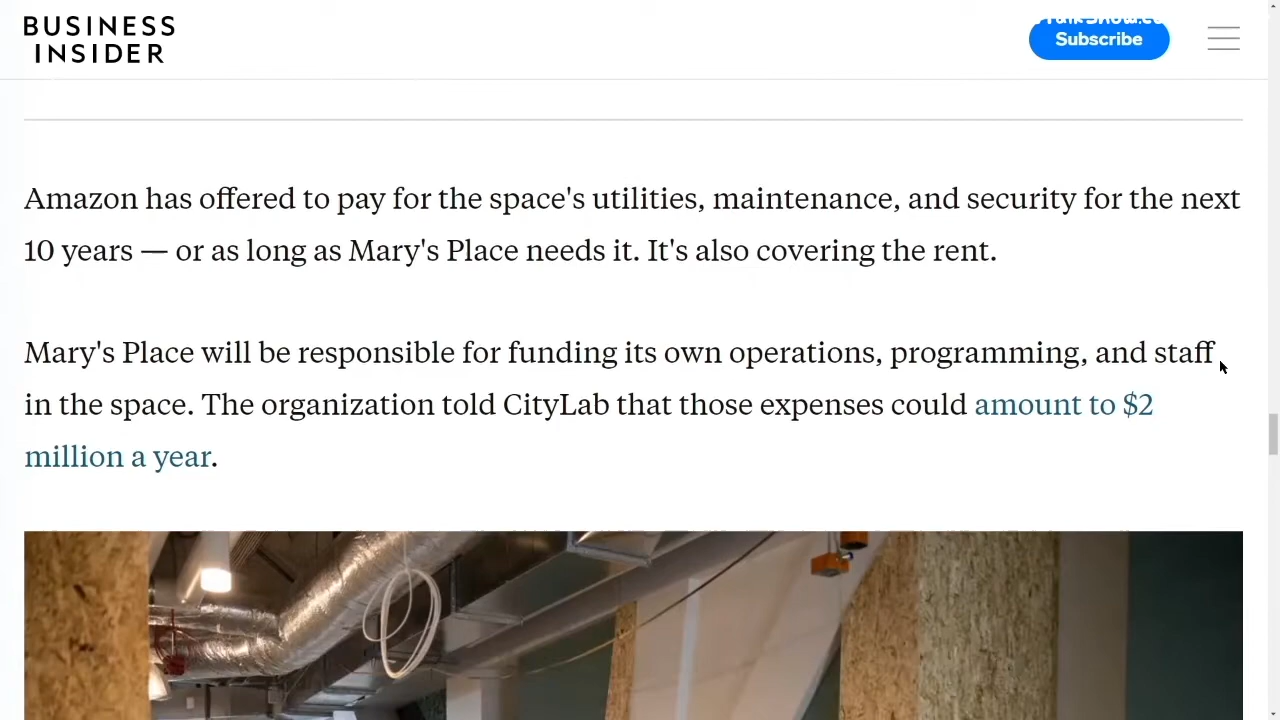 BUSINESS
INSIDER
Subscribe
Amazon has offered to pay for the space's utilities, maintenance, and security for the next
10 years — or as long as Mary's Place needs it. It's also covering the rent.
Mary's Place will be responsible for funding its own operations, programming, and staff
in the space. The organization told CityLab that those expenses could amount to $2
million a year.